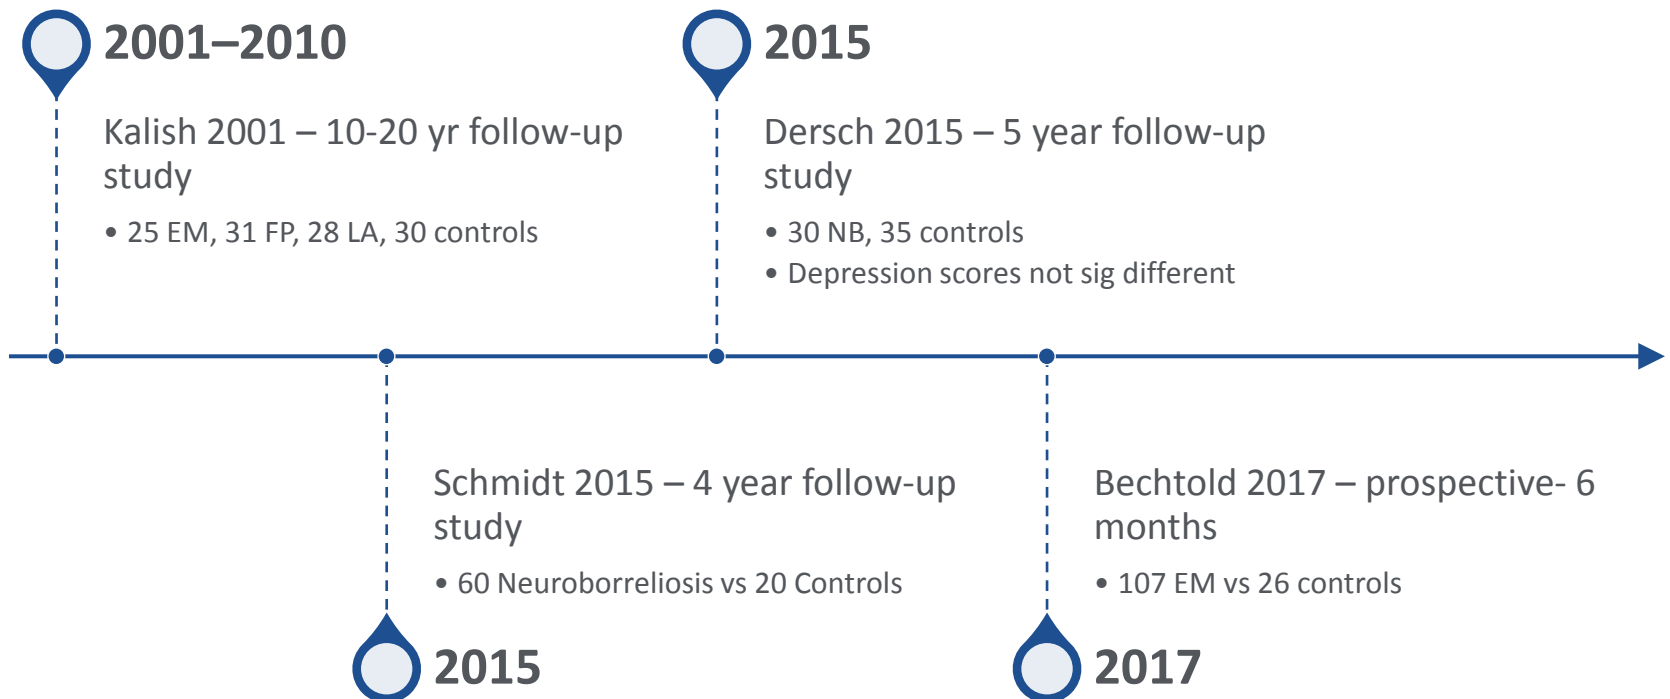 2001–2010
Kalish 2001 – 10-20 yr follow-up
study
• 25 EM, 31 FP, 28 LA, 30 controls
2015
Schmidt 2015 – 4 year follow-up
study
• 60 Neuroborreliosis vs 20 Controls
2015
Dersch 2015 – 5 year follow-up
study
• 30 NB, 35 controls
• Depression scores not sig different
2017
Bechtold 2017 – prospective- 6
months
• 107 EM vs 26 controls